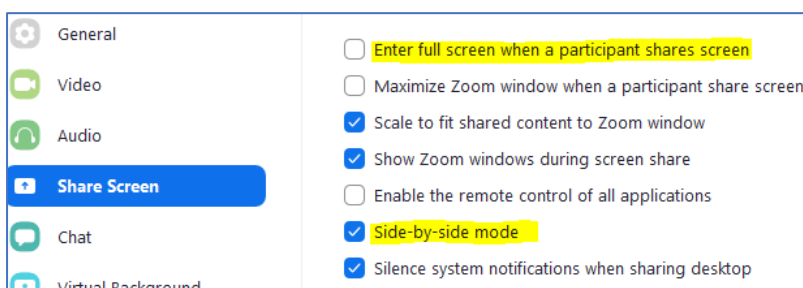 General
Video
Audio
Share Screen
Chat
Virtual Background
Enter full screen when a participant shares screen
Maximize Zoom window when a participant share screen
Scale to fit shared content to Zoom window
Show Zoom windows during screen share
Enable the remote control of all applications
Side-by-side mode
Silence system notifications when sharing desktop